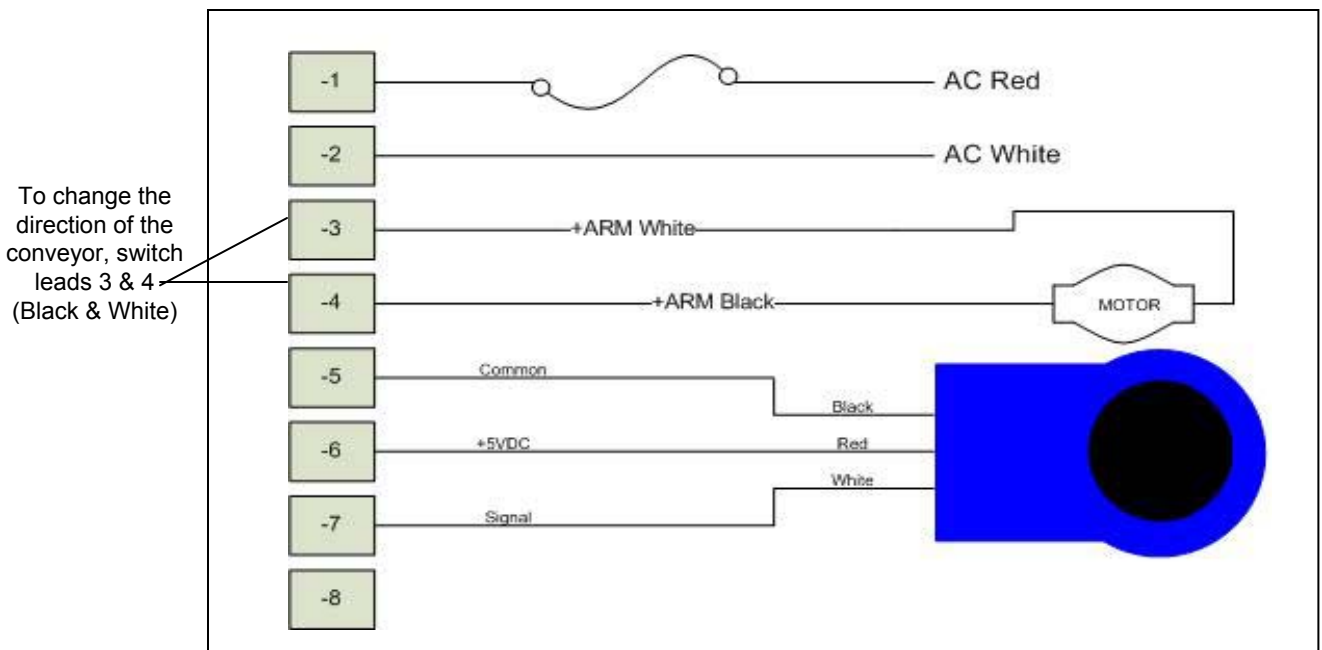 -1
AC Red
-2
AC White
To change the
direction of the
conveyor, switch
leads 3 & 4
(Black & White)
-3
+ARM White
-4
+ARM Black
MOTOR
-5
Common
Black
-6
+5VDC
Red
White
-7
Signal
-8